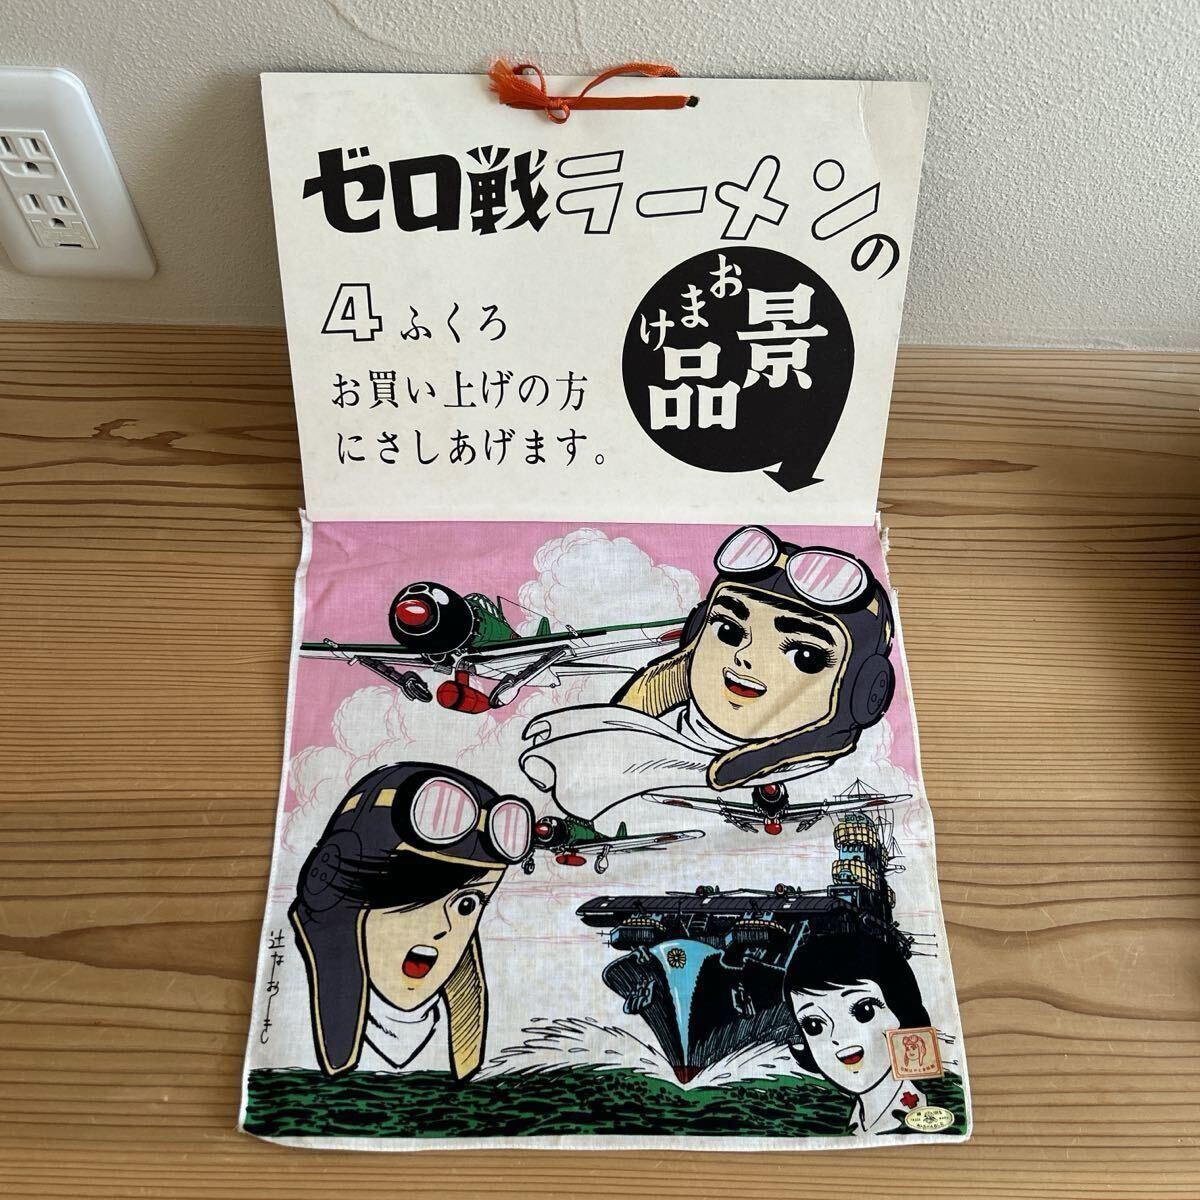 ゼロ戦ラーメンの
おまけ
景品
4ふくろ
お買い上げの方
にさしあげます。
辻なおき